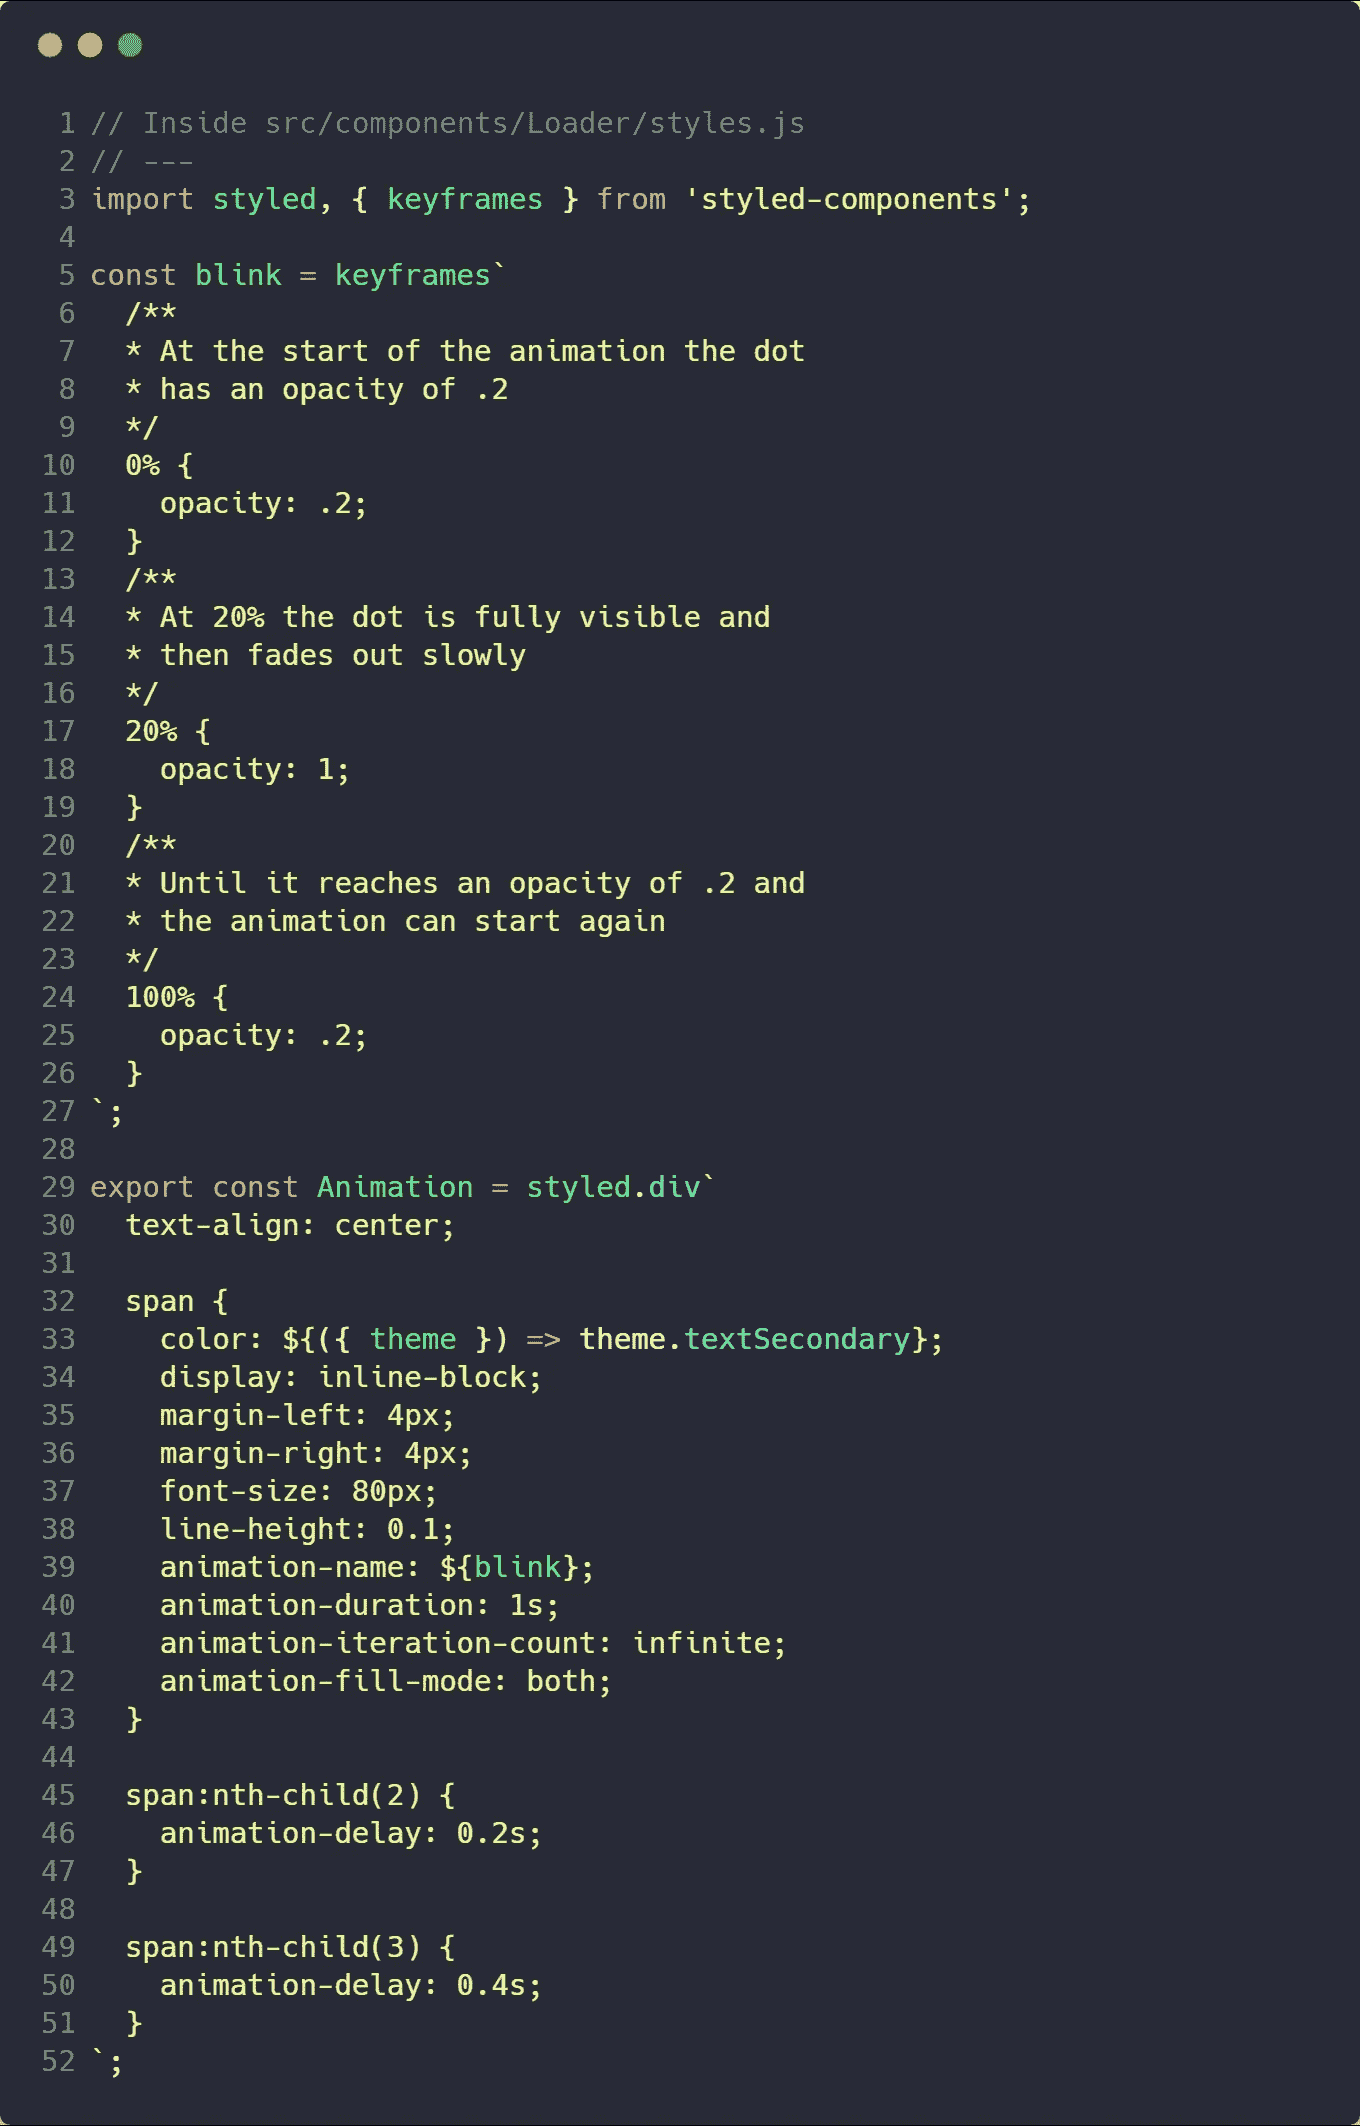 1 // Inside src/components/Loader/styles.js
2 // ---
3 import styled, { keyframes } from 'styled-components';
4
5 const blink = keyframes`
6   /**
7   * At the start of the animation the dot
8   * has an opacity of .2
9   */
10   0% {
11     opacity: .2;
12   }
13   /**
14   * At 20% the dot is fully visible and
15   * then fades out slowly
16   */
17   20% {
18     opacity: 1;
19   }
20   /**
21   * Until it reaches an opacity of .2 and
22   * the animation can start again
23   */
24   100% {
25     opacity: .2;
26   }
27 `;
28
29 export const Animation = styled.div`
30   text-align: center;
31
32   span {
33     color: ${({ theme }) => theme.textSecondary};
34     display: inline-block;
35     margin-left: 4px;
36     margin-right: 4px;
37     font-size: 80px;
38     line-height: 0.1;
39     animation-name: ${blink};
40     animation-duration: 1s;
41     animation-iteration-count: infinite;
42     animation-fill-mode: both;
43   }
44
45   span:nth-child(2) {
46     animation-delay: 0.2s;
47   }
48
49   span:nth-child(3) {
50     animation-delay: 0.4s;
51   }
52 `;